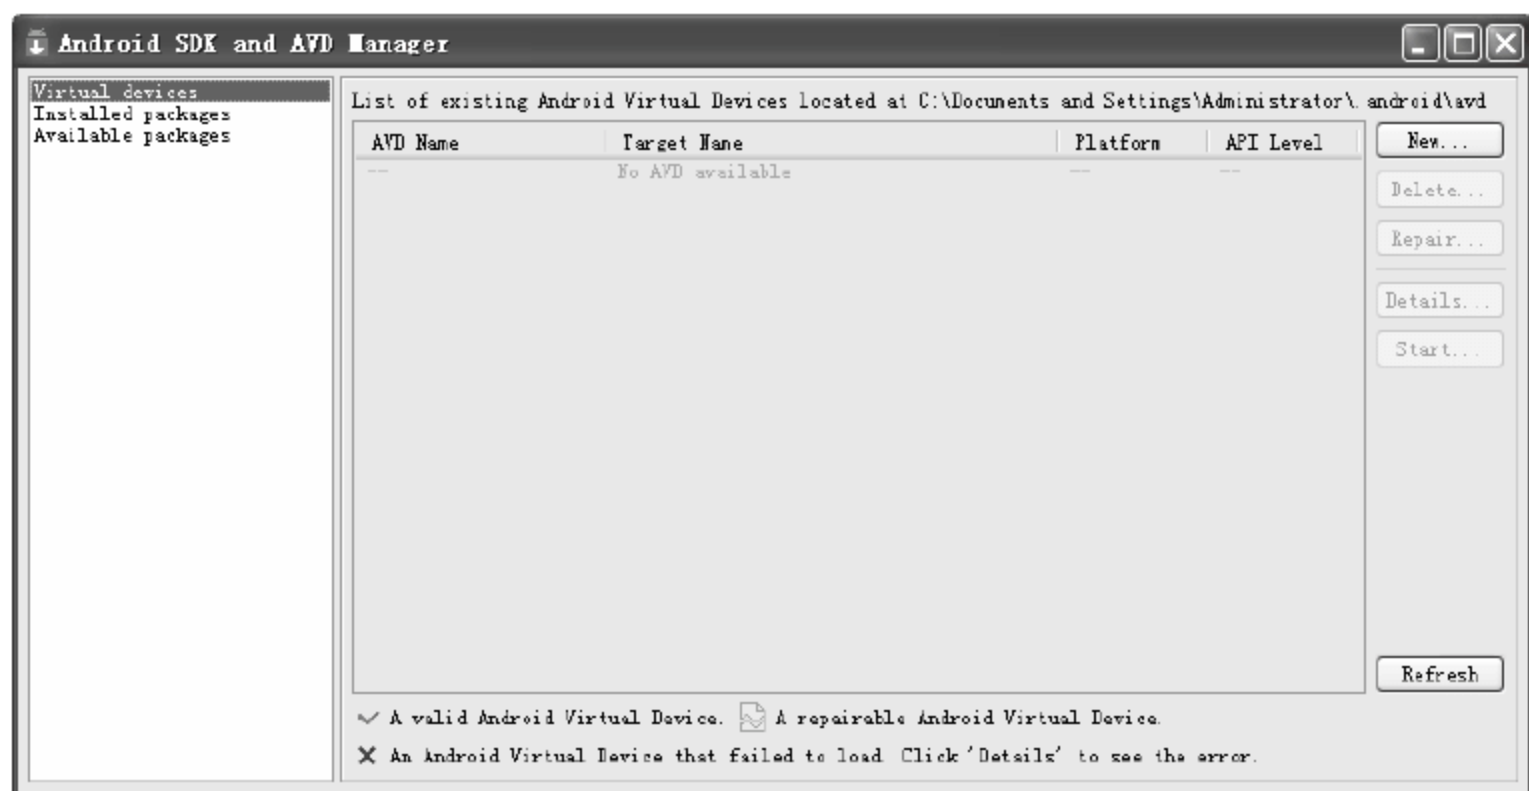 Android SDK and AVD Manager
Virtual devices
Installed packages
Available packages
List of existing Android Virtual Devices located at C:\Documents and Settings\Administrator\.android\avd
AVD Name Target Name Platform API Level
-- No AVD available -- --
New...
Delete...
Repair...
Details...
Start...
Refresh
A valid Android Virtual Device. A repairable Android Virtual Device.
An Android Virtual Device that failed to load. Click 'Details' to see the error.